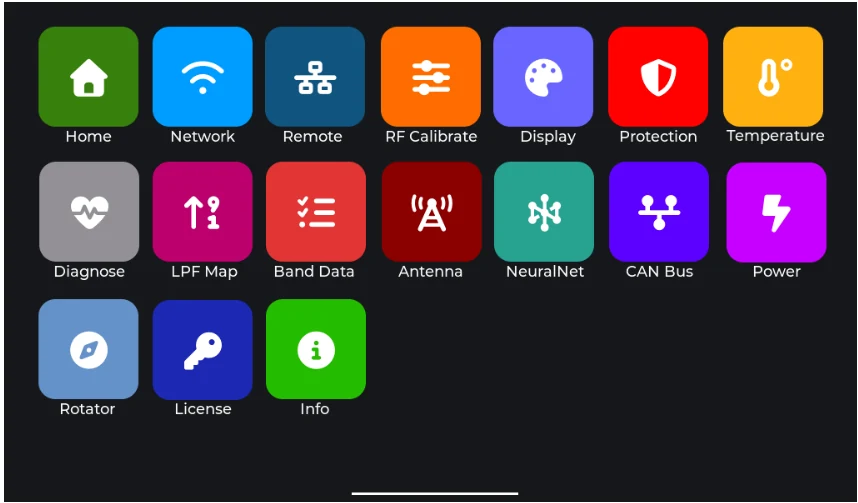 Home
Network
Remote
RF Calibrate
Display
Protection
Temperature
Diagnose
LPF Map
Band Data
Antenna
NeuralNet
CAN Bus
Power
Rotator
License
Info